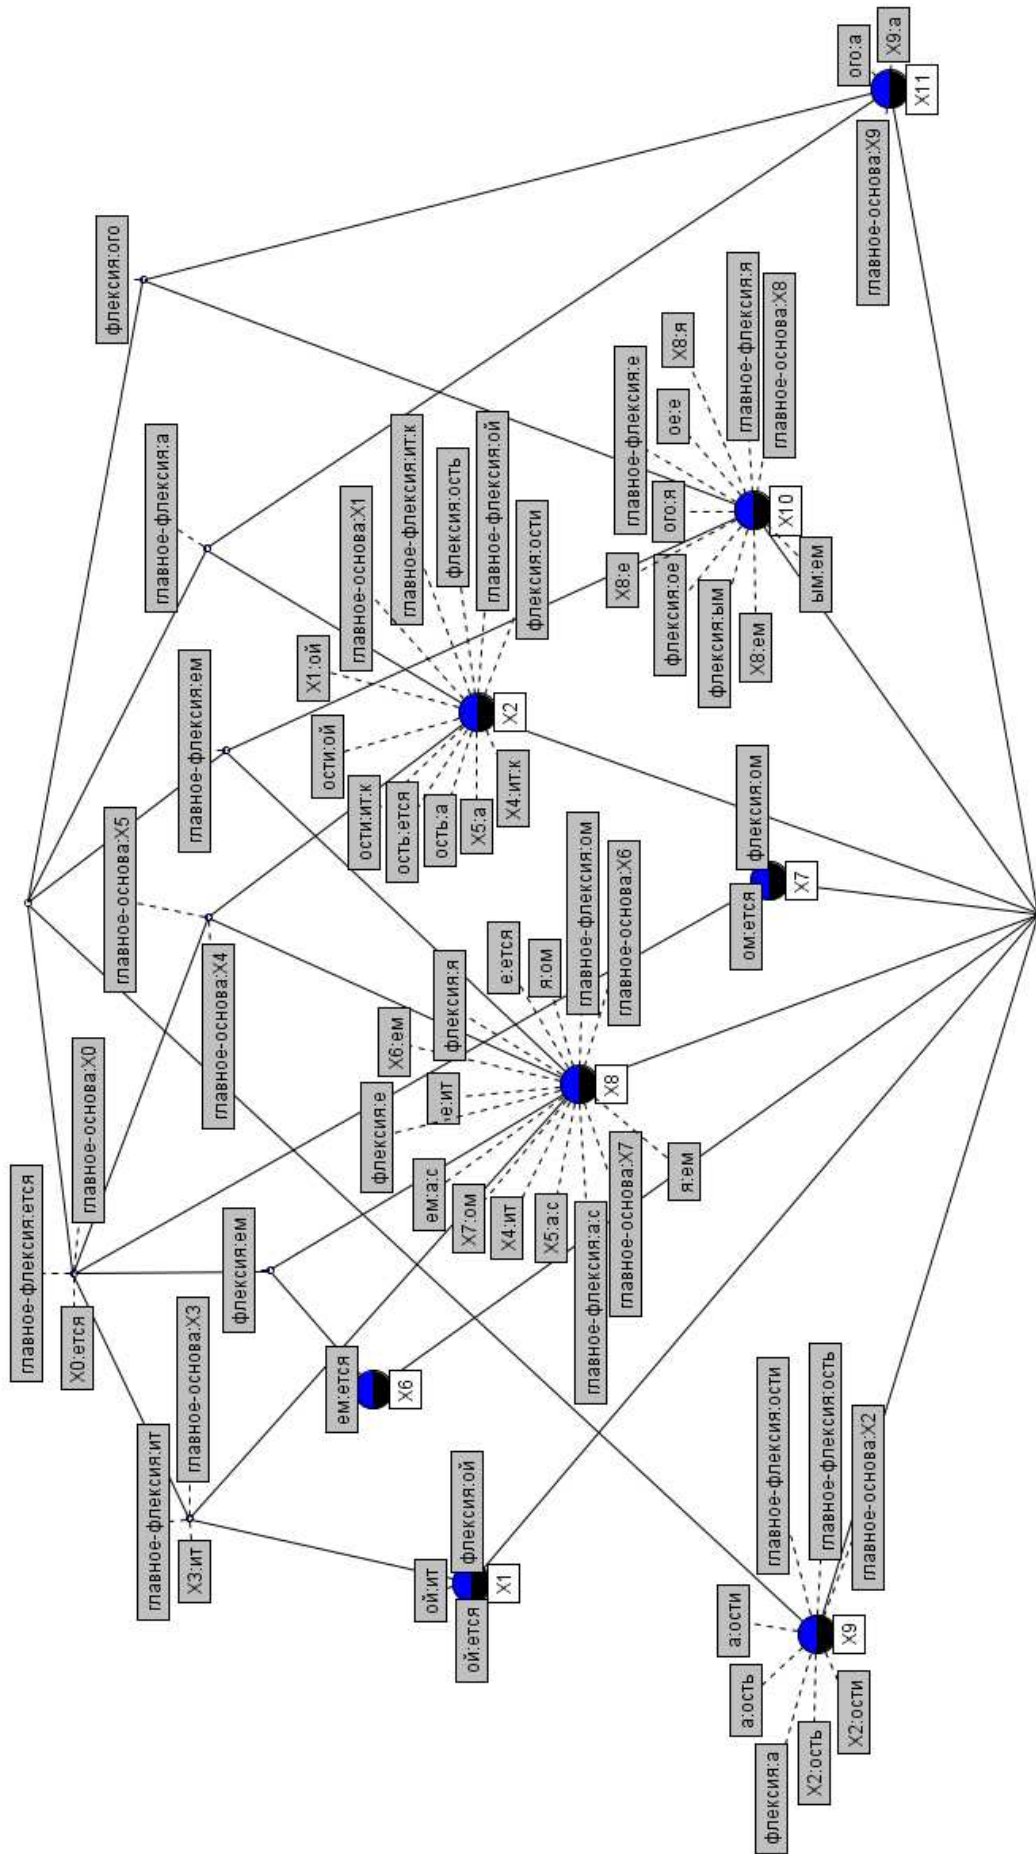 главное-флексия:ется
главное-основа:X0
X0:ется
главное-флексия:ит
главное-основа:X3
X3:ит
флексия:ем
главное-основа:X5
главное-основа:X4
главное-флексия:ем
главное-флексия:а
флексия:ого
ой:ит
флексия:ой
ой:ется
X1
ем:ется
X6
флексия:е
X6:ем
флексия:я
е:ит
ем:а:с
X7:ом
X4:ит
X5:а:с
главное-флексия:а:с
главное-основа:X7
я:ем
е:ется
я:ом
главное-флексия:ом
главное-основа:X6
X8
ости:ой
X1:ой
главное-основа:X1
главное-флексия:ит:к
флексия:ость
главное-флексия:ой
флексия:ости
ости:ит:к
ость:ется
ость:а
X5:а
X4:ит:к
X2
флексия:ом
ом:ется
X7
X8:е
ого:я
главное-флексия:е
ое:е
X8:я
главное-флексия:я
главное-основа:X8
флексия:ое
флексия:ым
X8:ем
ым:ем
X10
ого:а
X9:а
главное-основа:X9
X11
а:ости
а:ость
флексия:а
X2:ость
X2:ости
главное-флексия:ости
главное-флексия:ость
главное-основа:X2
X9